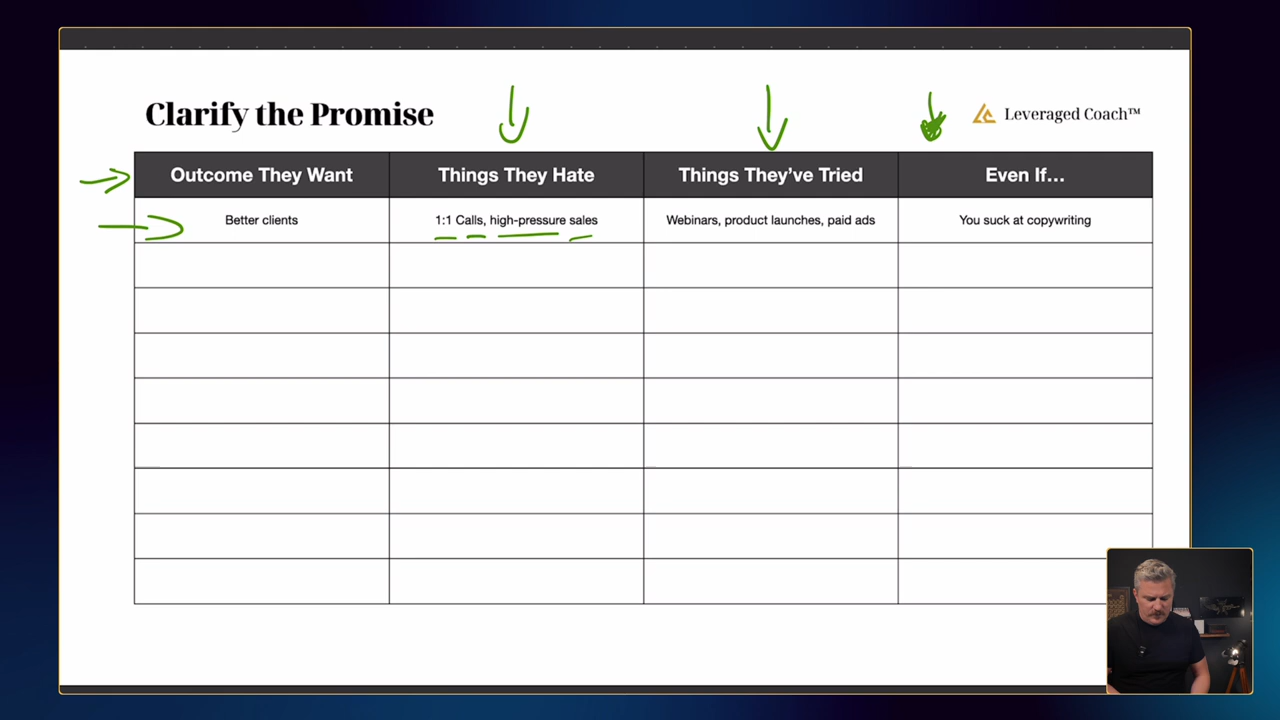 Clarify the Promise
Leveraged Coach™
Outcome They Want
Things They Hate
Things They've Tried
Even If…
Better clients
1:1 Calls, high-pressure sales
Webinars, product launches, paid ads
You suck at copywriting